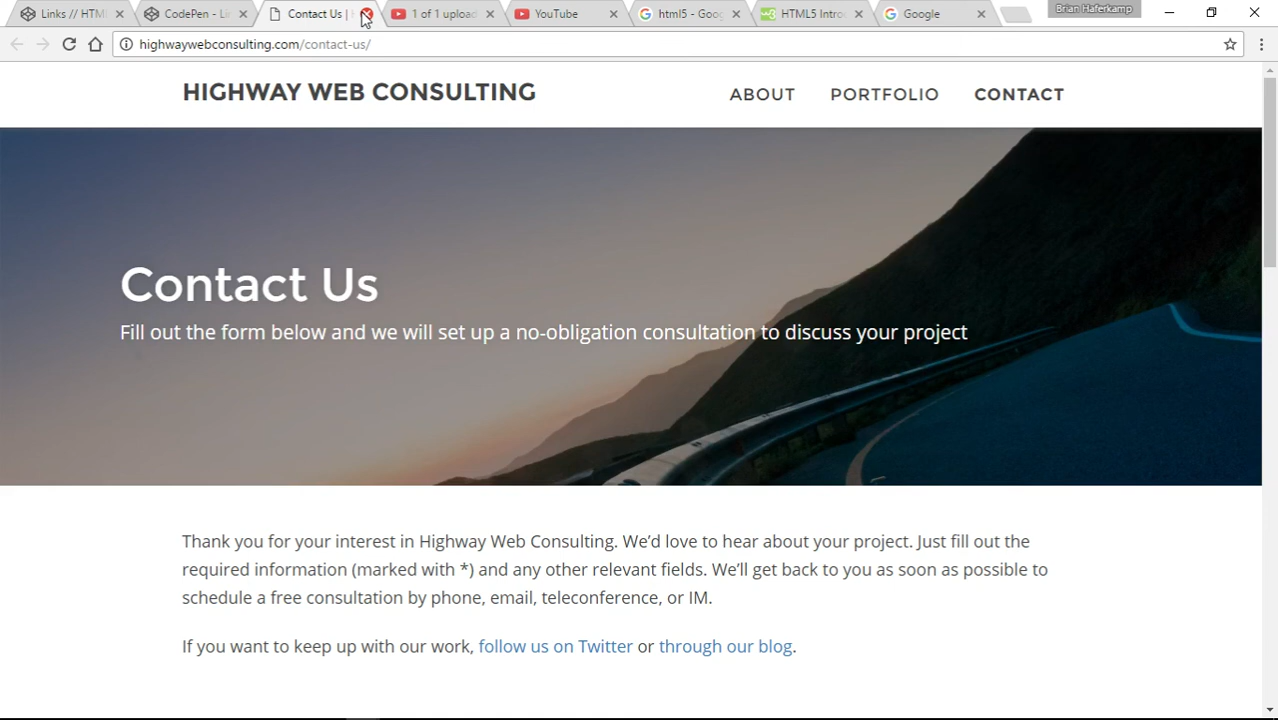 Links // HTM
CodePen - Li
Contact Us |
1 of 1 upload
YouTube
html5 - Goog
HTML5 Intro
Google
Brian Haferkamp
highwaywebconsulting.com/contact-us/
HIGHWAY WEB CONSULTING
ABOUT
PORTFOLIO
CONTACT
Contact Us
Fill out the form below and we will set up a no-obligation consultation to discuss your project
Thank you for your interest in Highway Web Consulting. We'd love to hear about your project. Just fill out the
required information (marked with *) and any other relevant fields. We'll get back to you as soon as possible to
schedule a free consultation by phone, email, teleconference, or IM.
If you want to keep up with our work, follow us on Twitter or through our blog.